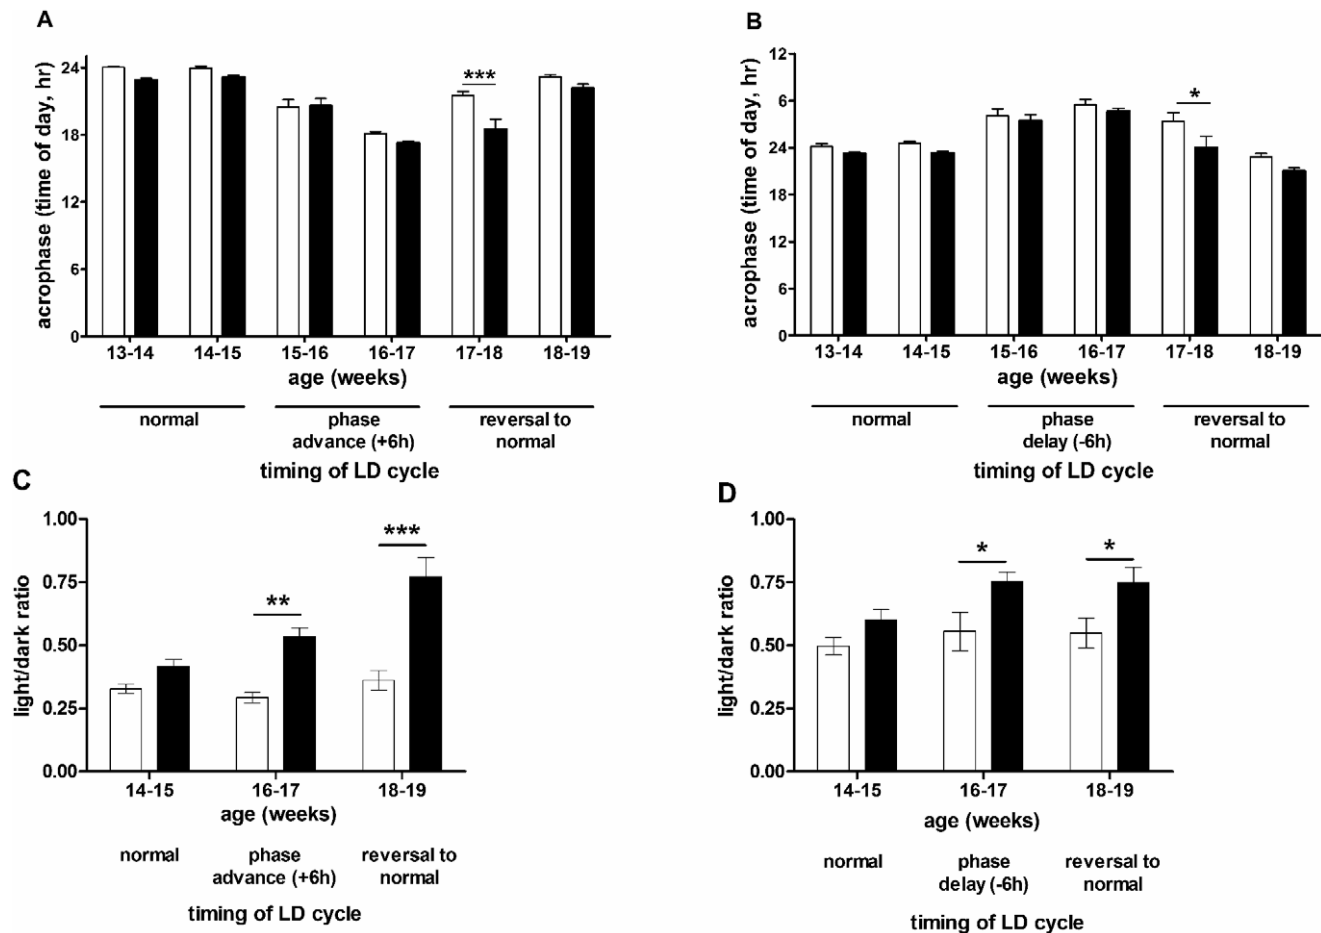 A
acrophase (time of day, hr)
24
18
12
6
0
***
13-14 14-15 15-16 16-17 17-18 18-19
age (weeks)
normal
phase
advance (+6h)
reversal to
normal
timing of LD cycle
B
acrophase (time of day, hr)
12
6
24
18
12
6
0
*
13-14 14-15 15-16 16-17 17-18 18-19
age (weeks)
normal
phase
delay (-6h)
reversal to
normal
timing of LD cycle
C
light/dark ratio
1.00
0.75
0.50
0.25
0.00
**
***
14-15 16-17 18-19
age (weeks)
normal
phase
advance (+6h)
reversal to
normal
timing of LD cycle
D
light/dark ratio
1.00
0.75
0.50
0.25
0.00
*
*
14-15 16-17 18-19
age (weeks)
normal
phase
delay (-6h)
reversal to
normal
timing of LD cycle